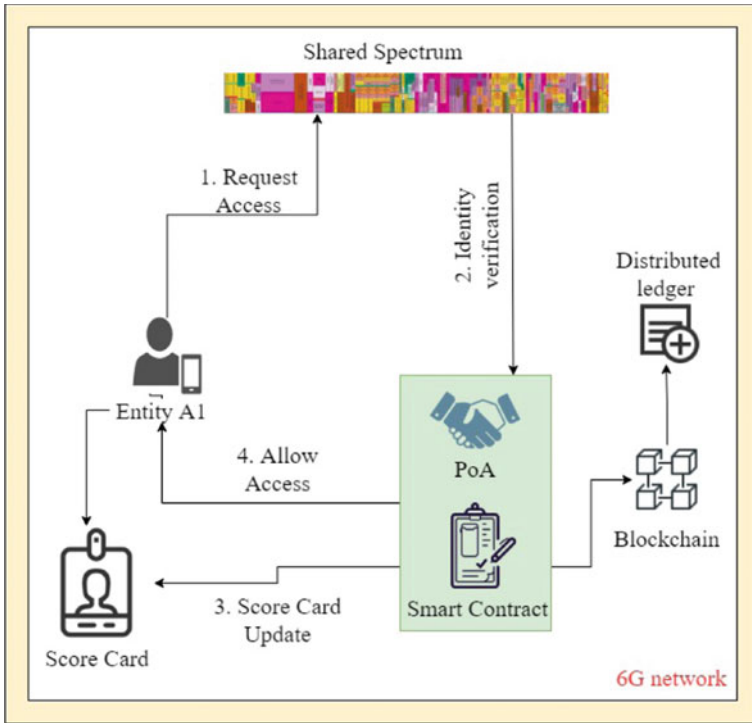 Shared Spectrum
1. Request
Access
2. Identity
verification
Distributed
ledger
Entity A1
4. Allow
Access
PoA
Blockchain
Smart Contract
3. Score Card
Update
Score Card
6G network